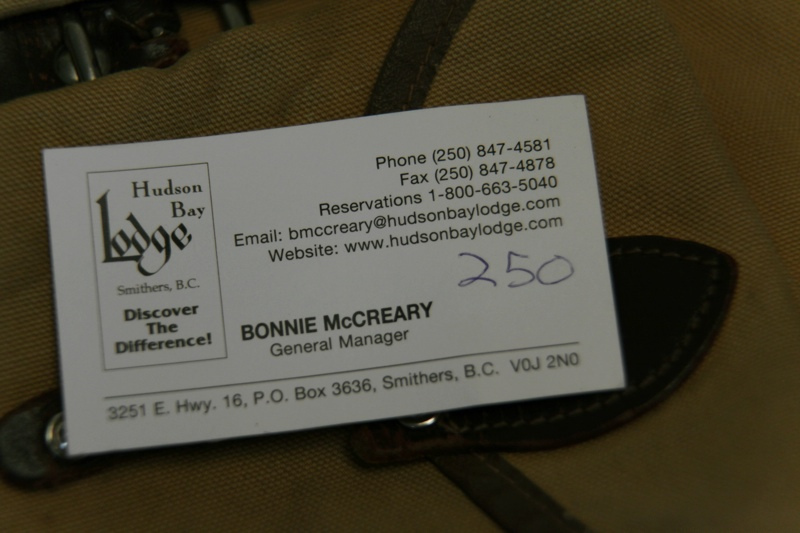 Hudson
Bay
Lodge
Smithers, B.C.
Discover
The
Difference!
Phone (250) 847-4581
Fax (250) 847-4878
Reservations 1-800-663-5040
Email: bmccreary@hudsonbaylodge.com
Website: www.hudsonbaylodge.com
250
BONNIE McCREARY
General Manager
3251 E. Hwy. 16, P.O. Box 3636, Smithers, B.C. V0J 2N0